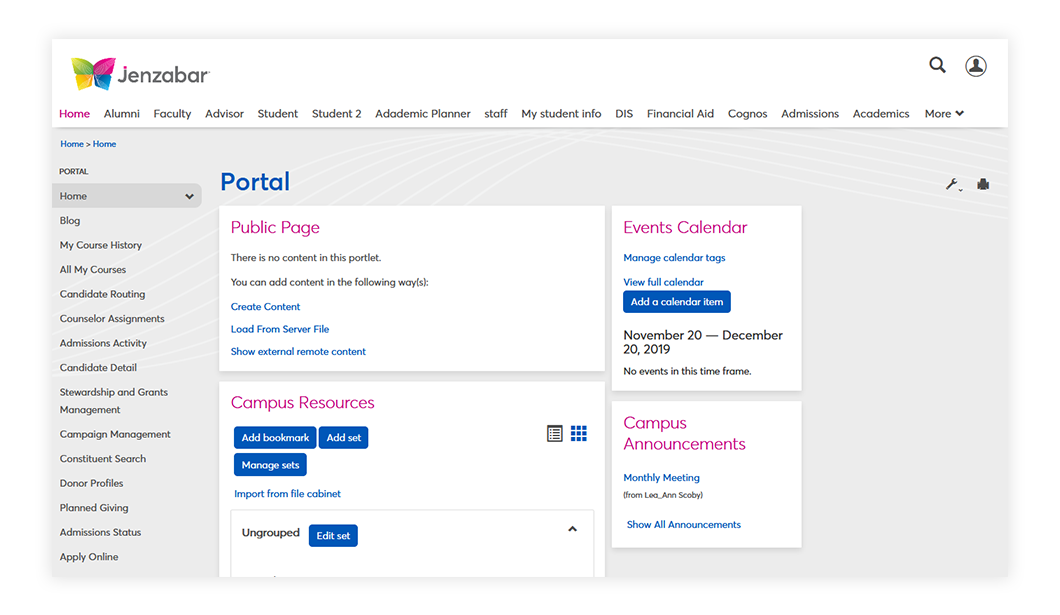 Jenzabar
Home Alumni Faculty Advisor Student Student 2 Adademic Planner staff My student info DIS Financial Aid Cognos Admissions Academics More
Home > Home
PORTAL
Home
Blog
My Course History
All My Courses
Candidate Routing
Counselor Assignments
Admissions Activity
Candidate Detail
Stewardship and Grants
Management
Campaign Management
Constituent Search
Donor Profiles
Planned Giving
Admissions Status
Apply Online
Portal
Public Page
There is no content in this portlet.
You can add content in the following way(s):
Create Content
Load From Server File
Show external remote content
Campus Resources
Add bookmark Add set
Manage sets
Import from file cabinet
Ungrouped Edit set
Events Calendar
Manage calendar tags
View full calendar
Add a calendar item
November 20 — December
20, 2019
No events in this time frame.
Campus
Announcements
Monthly Meeting
(from Lea_Ann Scoby)
Show All Announcements